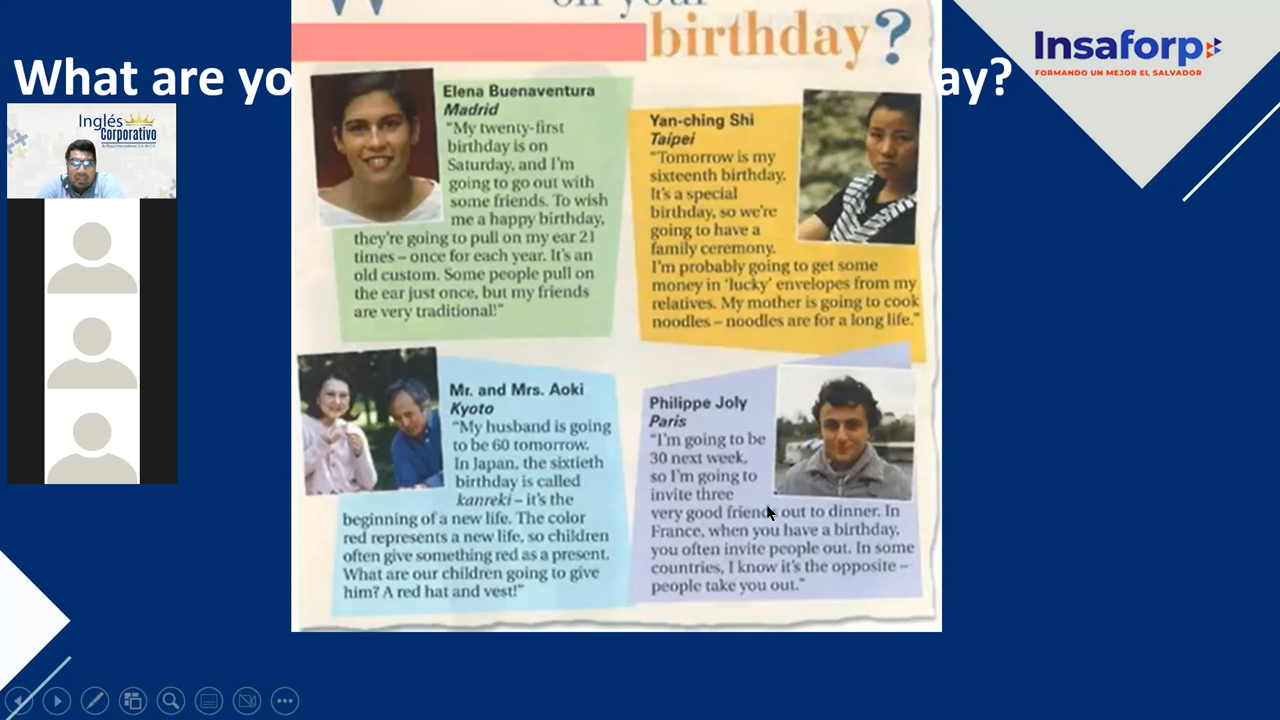 on your
birthday?
What are yo
ay?
Insaforp
FORMANDO UN MEJOR EL SALVADOR
Inglés
Corporativo
Elena Buenaventura
Madrid
"My twenty-first
birthday is on
Saturday, and I'm
going to go out with
some friends. To wish
me a happy birthday,
they're going to pull on my ear 21
times – once for each year. It's an
old custom. Some people pull on
the ear just once, but my friends
are very traditional!"
Yan-ching Shi
Taipei
"Tomorrow is my
sixteenth birthday.
It's a special
birthday, so we're
going to have a
family ceremony.
I'm probably going to get some
money in 'lucky' envelopes from my
relatives. My mother is going to cook
noodles – noodles are for a long life."
Mr. and Mrs. Aoki
Kyoto
"My husband is going
to be 60 tomorrow.
In Japan, the sixtieth
birthday is called
kanreki – it's the
beginning of a new life. The color
red represents a new life, so children
often give something red as a present.
What are our children going to give
him? A red hat and vest!"
Philippe Joly
Paris
"I'm going to be
30 next week,
so I'm going to
invite three
very good friends out to dinner. In
France, when you have a birthday,
you often invite people out. In some
countries, I know it's the opposite –
people take you out."